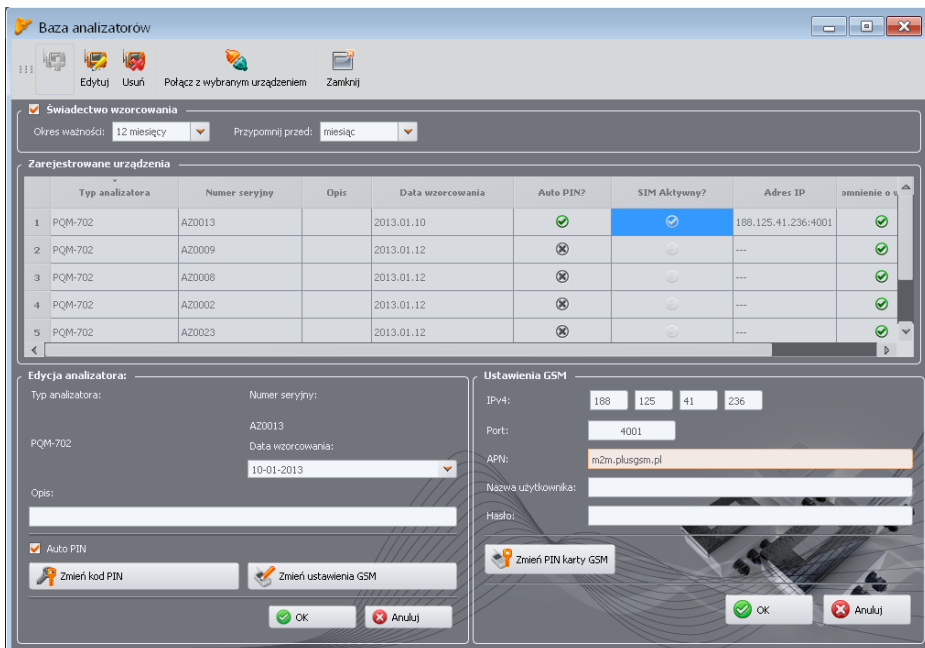 Baza analizatorów
Edytuj Usuń Połącz z wybranym urządzeniem Zamknij
Świadectwo wzorcowania
Okres ważności: 12 miesięcy Przypomnij przed: miesiąc
Zarejestrowane urządzenia
Typ analizatora Numer seryjny Opis Data wzorcowania Auto PIN? SIM Aktywny? Adres IP omnienie o w
1 PQM-702 AZ0013 2013.01.10 188.125.41.236:4001
2 PQM-702 AZ0009 2013.01.12 ---
3 PQM-702 AZ0008 2013.01.12 ---
4 PQM-702 AZ0002 2013.01.12 ---
5 PQM-702 AZ0023 2013.01.12 ---
Edycja analizatora:
Typ analizatora: Numer seryjny:
AZ0013
PQM-702
Data wzorcowania:
10-01-2013
Opis:
Auto PIN
Zmień kod PIN Zmień ustawienia GSM
OK Anuluj
Ustawienia GSM
IPv4: 188 125 41 236
Port: 4001
APN: m2m.plusgsm.pl
Nazwa użytkownika:
Hasło:
Zmień PIN karty GSM
OK Anuluj